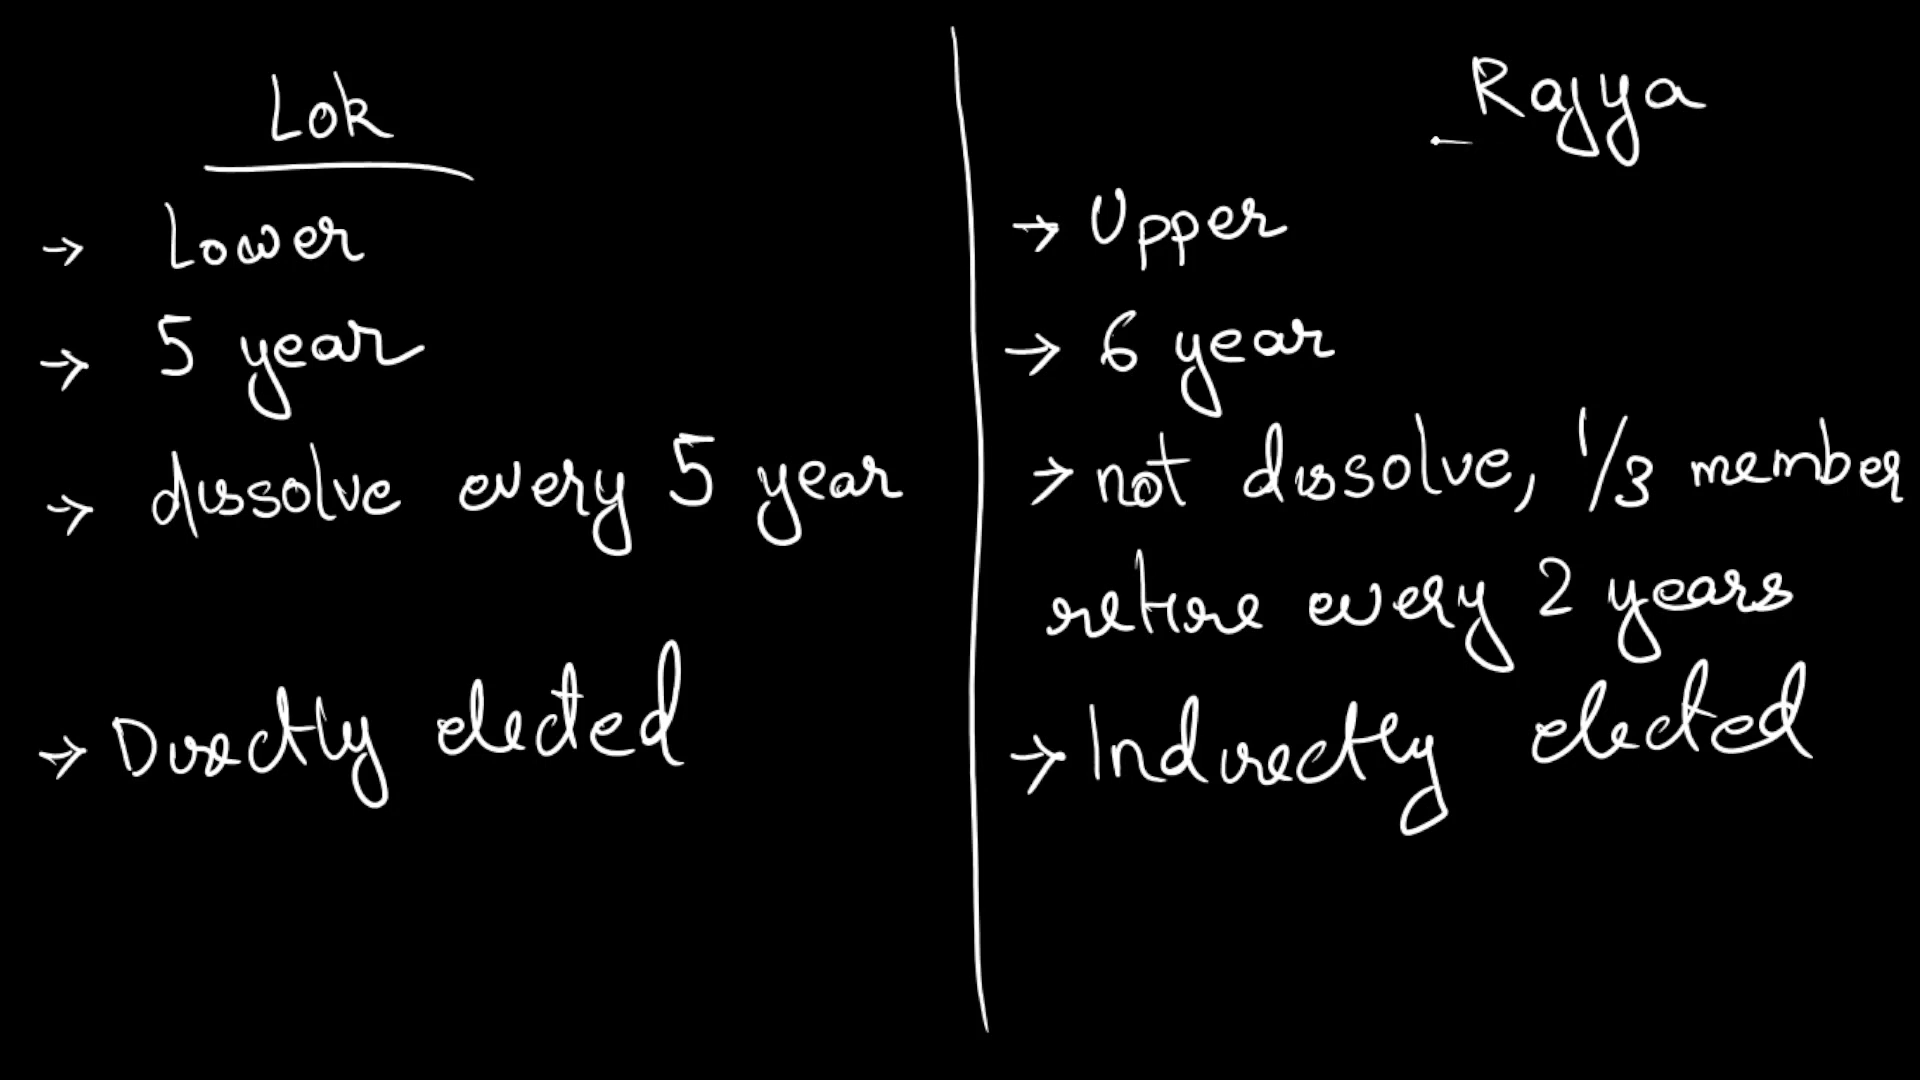 Lok
→ Lower
→ 5 year
→ dissolve every 5 year
→ Directly elected
Rajya
→ Upper
→ 6 year
→ not dissolve, 1/3 member
retire every 2 years
→ Indirectly elected